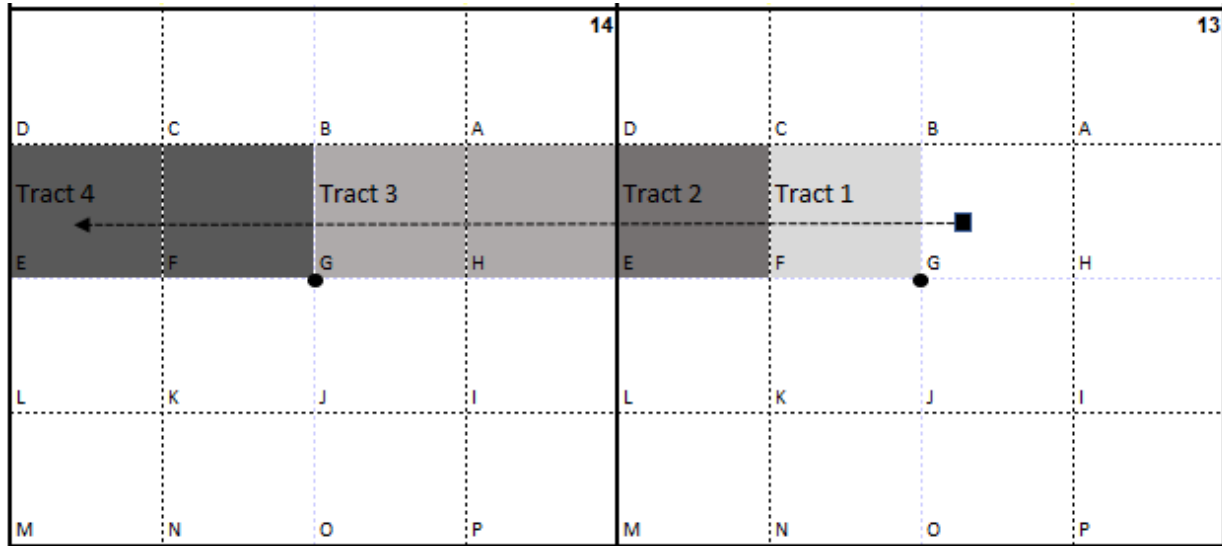 14 13
D C B A D C B A
Tract 4 Tract 3 Tract 2 Tract 1
E F G H E F G H
L K J I L K J I
M N O P M N O P